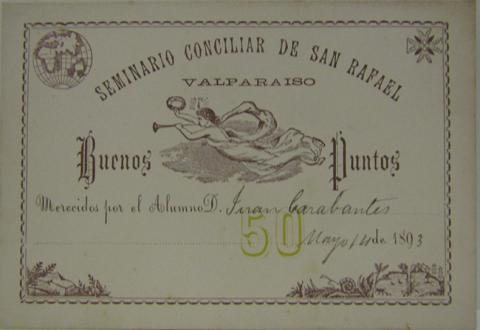 SEMINARIO CONCILIAR DE SAN RAFAEL
VALPARAISO
Buenos Puntos
Merecidos por el Alumno D. Juan Carabantes
50
Mayo 14 de 1893